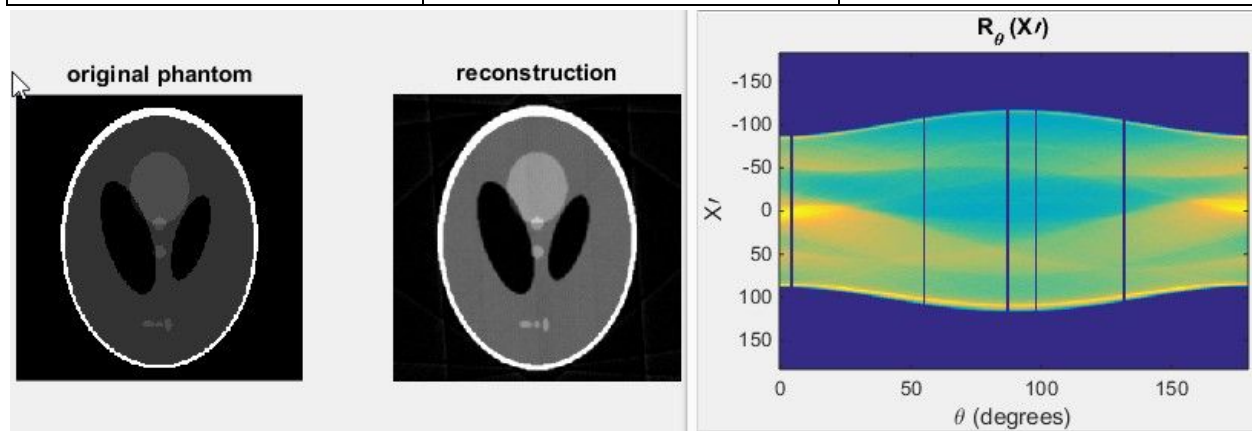 original phantom
reconstruction
R_θ (X′)
-150
-100
-50
0
50
100
150
X′
0 50 100 150
θ (degrees)